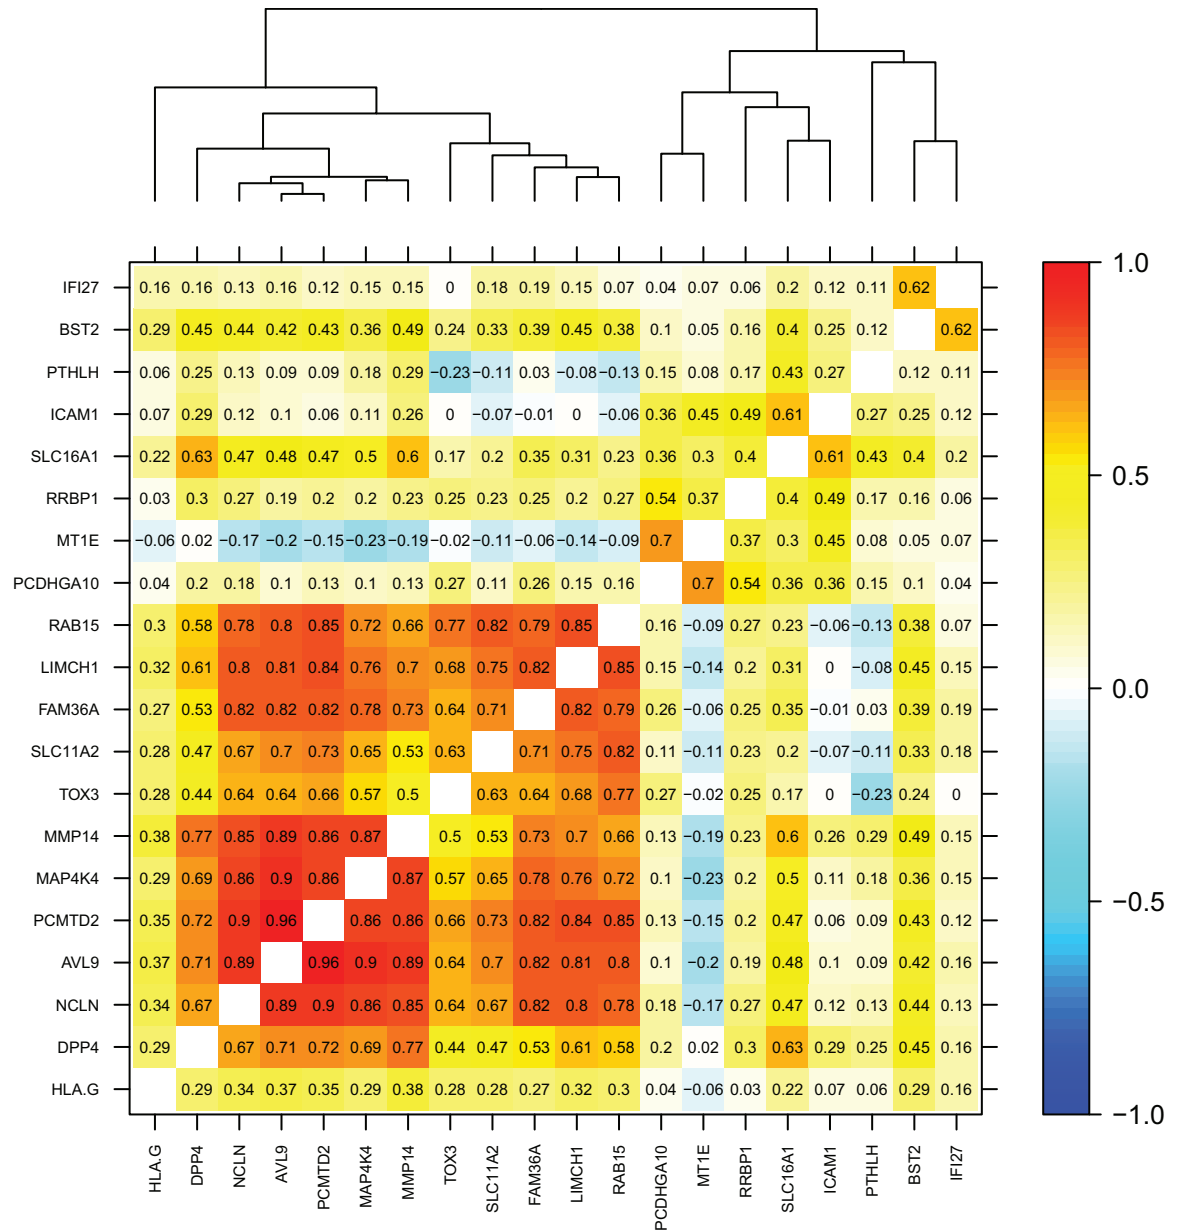 IFI27 0.16 0.16 0.13 0.16 0.12 0.15 0.15 0 0.18 0.19 0.15 0.07 0.04 0.07 0.06 0.2 0.12 0.11 0.62
BST2 0.29 0.45 0.44 0.42 0.43 0.36 0.49 0.24 0.33 0.39 0.45 0.38 0.1 0.05 0.16 0.4 0.25 0.12 0.62
PTHLH 0.06 0.25 0.13 0.09 0.09 0.18 0.29 −0.23 −0.11 0.03 −0.08 −0.13 0.15 0.08 0.17 0.43 0.27 0.12 0.11
ICAM1 0.07 0.29 0.12 0.1 0.06 0.11 0.26 0 −0.07 −0.01 0 −0.06 0.36 0.45 0.49 0.61 0.27 0.25 0.12
SLC16A1 0.22 0.63 0.47 0.48 0.47 0.5 0.6 0.17 0.2 0.35 0.31 0.23 0.36 0.3 0.4 0.61 0.43 0.4 0.2
RRBP1 0.03 0.3 0.27 0.19 0.2 0.2 0.23 0.25 0.23 0.25 0.2 0.27 0.54 0.37 0.4 0.49 0.17 0.16 0.06
MT1E −0.06 0.02 −0.17 −0.2 −0.15 −0.23 −0.19 −0.02 −0.11 −0.06 −0.14 −0.09 0.7 0.37 0.3 0.45 0.08 0.05 0.07
PCDHGA10 0.04 0.2 0.18 0.1 0.13 0.1 0.13 0.27 0.11 0.26 0.15 0.16 0.7 0.54 0.36 0.36 0.15 0.1 0.04
RAB15 0.3 0.58 0.78 0.8 0.85 0.72 0.66 0.77 0.82 0.79 0.85 0.16 −0.09 0.27 0.23 −0.06 −0.13 0.38 0.07
LIMCH1 0.32 0.61 0.8 0.81 0.84 0.76 0.7 0.68 0.75 0.82 0.85 0.15 −0.14 0.2 0.31 0 −0.08 0.45 0.15
FAM36A 0.27 0.53 0.82 0.82 0.82 0.78 0.73 0.64 0.71 0.82 0.79 0.26 −0.06 0.25 0.35 −0.01 0.03 0.39 0.19
SLC11A2 0.28 0.47 0.67 0.7 0.73 0.65 0.53 0.63 0.71 0.75 0.82 0.11 −0.11 0.23 0.2 −0.07 −0.11 0.33 0.18
TOX3 0.28 0.44 0.64 0.64 0.66 0.57 0.5 0.63 0.64 0.68 0.77 0.27 −0.02 0.25 0.17 0 −0.23 0.24 0
MMP14 0.38 0.77 0.85 0.89 0.86 0.87 0.5 0.53 0.73 0.7 0.66 0.13 −0.19 0.23 0.6 0.26 0.29 0.49 0.15
MAP4K4 0.29 0.69 0.86 0.9 0.86 0.87 0.57 0.65 0.78 0.76 0.72 0.1 −0.23 0.2 0.5 0.11 0.18 0.36 0.15
PCMTD2 0.35 0.72 0.9 0.96 0.86 0.86 0.66 0.73 0.82 0.84 0.85 0.13 −0.15 0.2 0.47 0.06 0.09 0.43 0.12
AVL9 0.37 0.71 0.89 0.96 0.9 0.89 0.64 0.7 0.82 0.81 0.8 0.1 −0.2 0.19 0.48 0.1 0.09 0.42 0.16
NCLN 0.34 0.67 0.89 0.9 0.86 0.85 0.64 0.67 0.82 0.8 0.78 0.18 −0.17 0.27 0.47 0.12 0.13 0.44 0.13
DPP4 0.29 0.67 0.71 0.72 0.69 0.77 0.44 0.47 0.53 0.61 0.58 0.2 0.02 0.3 0.63 0.29 0.25 0.45 0.16
HLA.G 0.29 0.34 0.37 0.35 0.29 0.38 0.28 0.28 0.27 0.32 0.3 0.04 −0.06 0.03 0.22 0.07 0.06 0.29 0.16
HLA.G DPP4 NCLN AVL9 PCMTD2 MAP4K4 MMP14 TOX3 SLC11A2 FAM36A LIMCH1 RAB15 PCDHGA10 MT1E RRBP1 SLC16A1 ICAM1 PTHLH BST2 IFI27
1.0
0.5
0.0
−0.5
−1.0